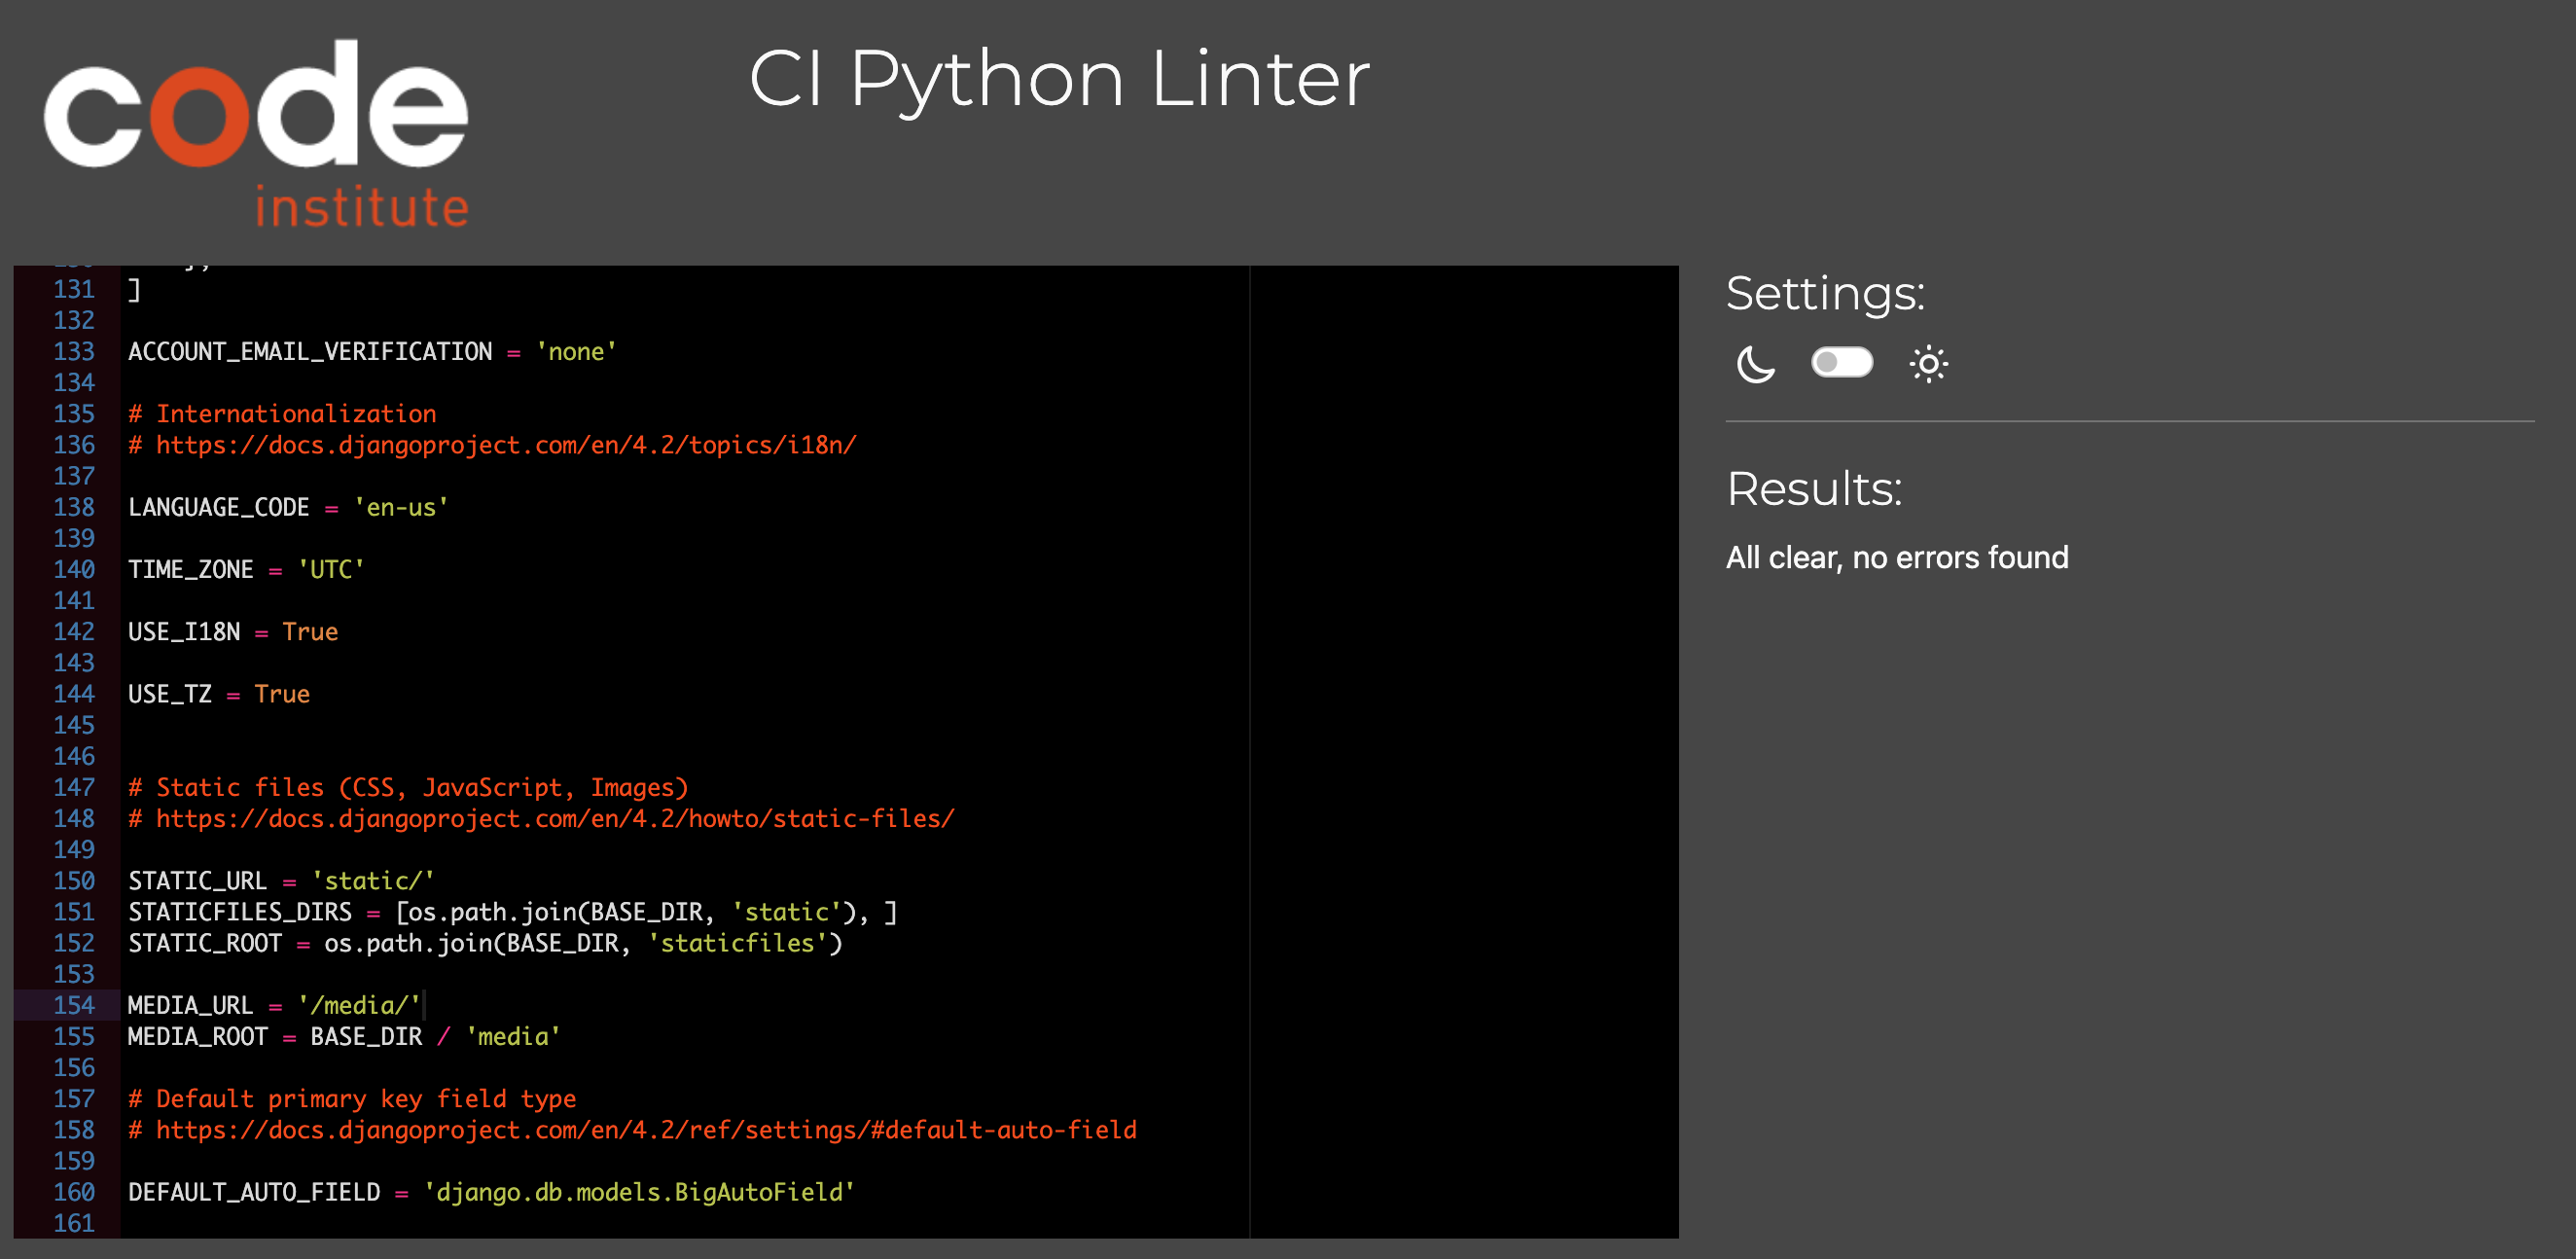 code
institute
CI Python Linter
131 ]
132
133 ACCOUNT_EMAIL_VERIFICATION = 'none'
134
135 # Internationalization
136 # https://docs.djangoproject.com/en/4.2/topics/i18n/
137
138 LANGUAGE_CODE = 'en-us'
139
140 TIME_ZONE = 'UTC'
141
142 USE_I18N = True
143
144 USE_TZ = True
145
146
147 # Static files (CSS, JavaScript, Images)
148 # https://docs.djangoproject.com/en/4.2/howto/static-files/
149
150 STATIC_URL = 'static/'
151 STATICFILES_DIRS = [os.path.join(BASE_DIR, 'static'), ]
152 STATIC_ROOT = os.path.join(BASE_DIR, 'staticfiles')
153
154 MEDIA_URL = '/media/'
155 MEDIA_ROOT = BASE_DIR / 'media'
156
157 # Default primary key field type
158 # https://docs.djangoproject.com/en/4.2/ref/settings/#default-auto-field
159
160 DEFAULT_AUTO_FIELD = 'django.db.models.BigAutoField'
161
Settings:
Results:
All clear, no errors found